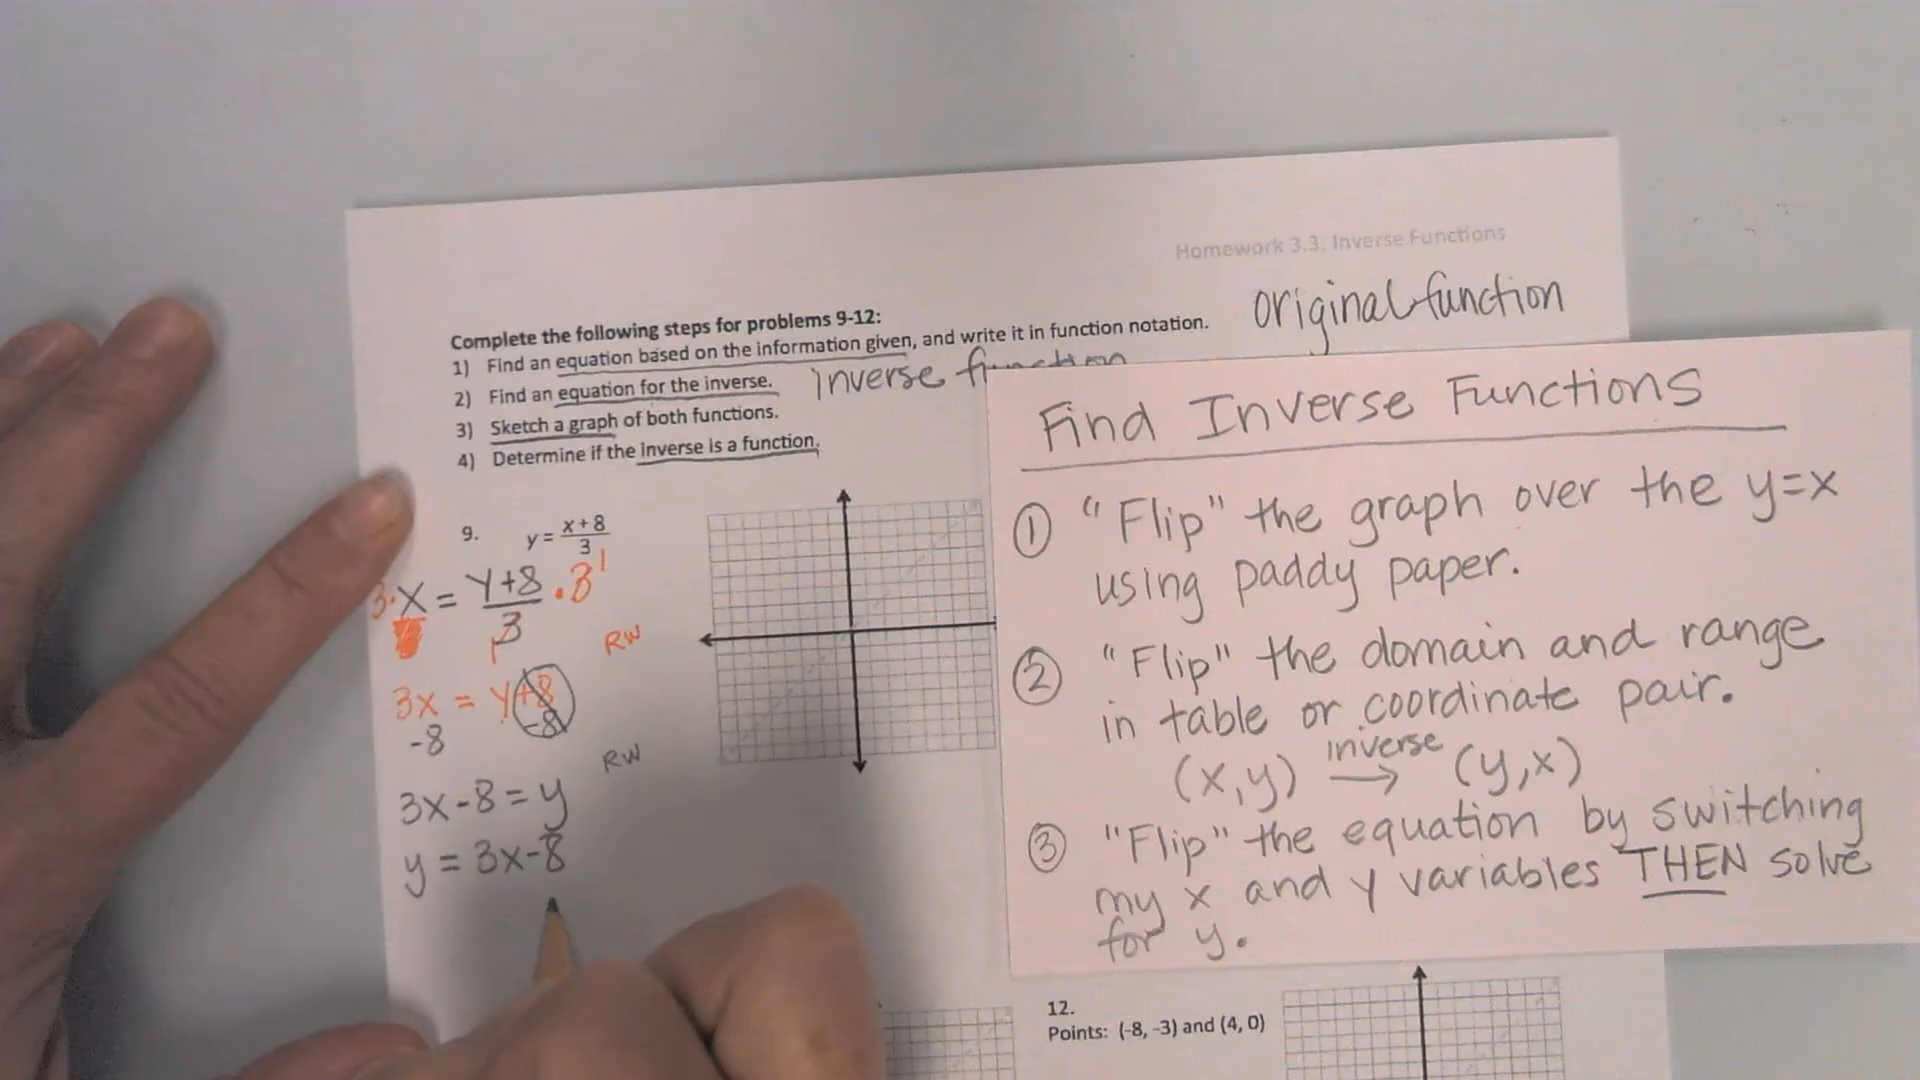 Homework 3.3: Inverse Functions
original function
Complete the following steps for problems 9-12:
1) Find an equation based on the information given, and write it in function notation.
2) Find an equation for the inverse.
inverse function
3) Sketch a graph of both functions.
4) Determine if the inverse is a function.
9. y = x+8 / 3
3·x = y+8 / 3 · 3 1
1
RW
3x = y+8
-8 -8
RW
3x-8 = y
y = 3x-8
Find Inverse Functions
① "Flip" the graph over the y=x
using paddy paper.
② "Flip" the domain and range
in table or coordinate pair.
(x,y) inverse → (y,x)
③ "Flip" the equation by switching
my x and y variables THEN solve
for y.
12.
Points: (-8, -3) and (4, 0)